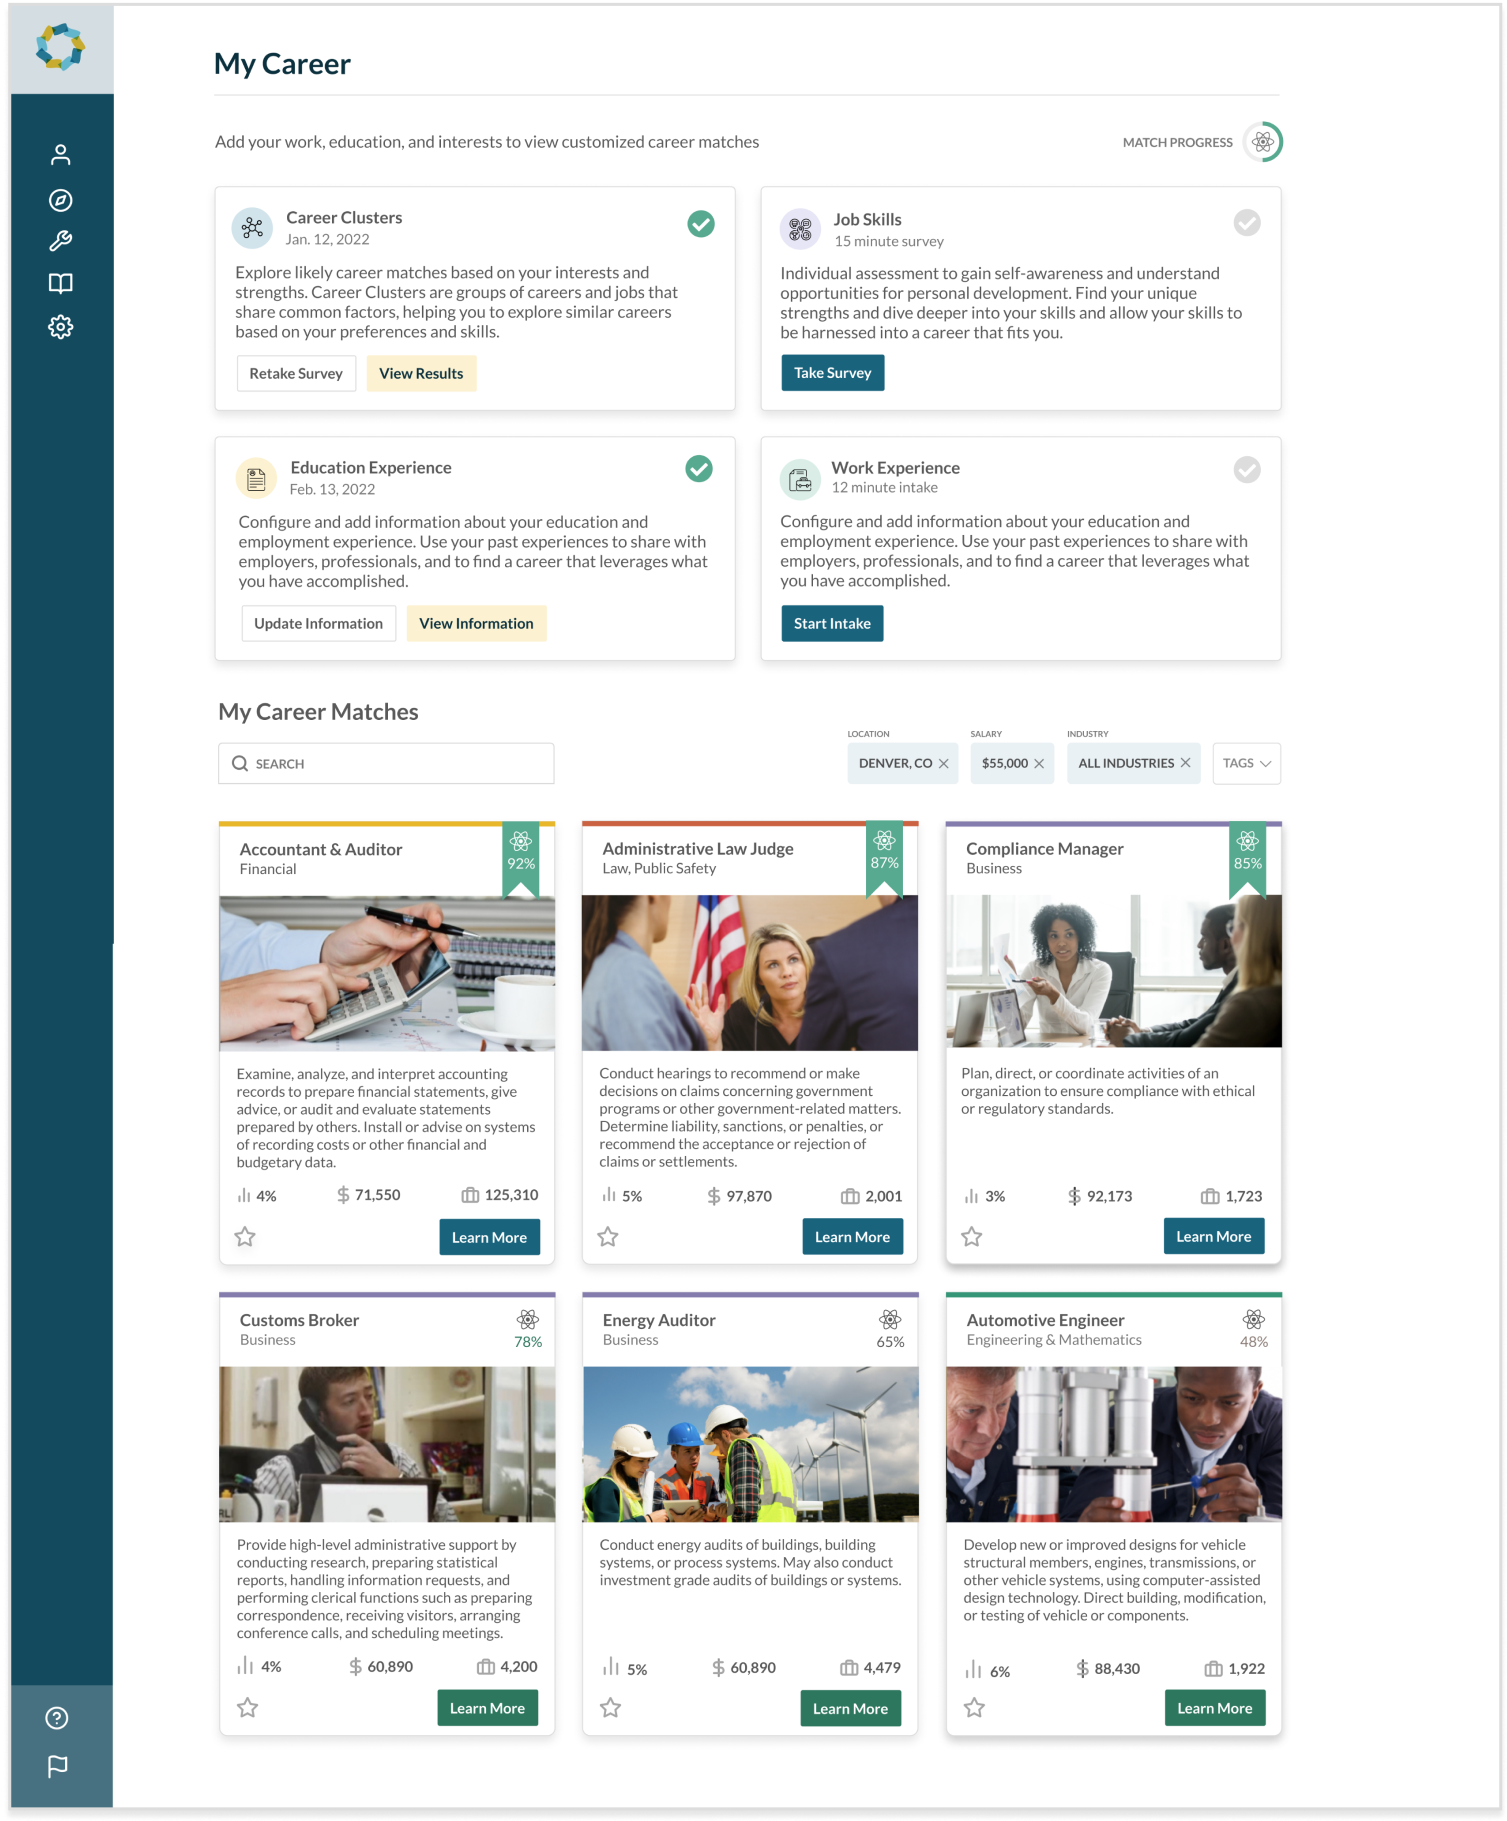 My Career
Add your work, education, and interests to view customized career matches
MATCH PROGRESS
Career Clusters
Jan. 12, 2022
Explore likely career matches based on your interests and
strengths. Career Clusters are groups of careers and jobs that
share common factors, helping you to explore similar careers
based on your preferences and skills.
Retake Survey
View Results
Job Skills
15 minute survey
Individual assessment to gain self-awareness and understand
opportunities for personal development. Find your unique
strengths and dive deeper into your skills and allow your skills to
be harnessed into a career that fits you.
Take Survey
Education Experience
Feb. 13, 2022
Configure and add information about your education and
employment experience. Use your past experiences to share with
employers, professionals, and to find a career that leverages what
you have accomplished.
Update Information
View Information
Work Experience
12 minute intake
Configure and add information about your education and
employment experience. Use your past experiences to share with
employers, professionals, and to find a career that leverages what
you have accomplished.
Start Intake
My Career Matches
SEARCH
LOCATION
DENVER, CO
SALARY
$55,000
INDUSTRY
ALL INDUSTRIES
TAGS
Accountant & Auditor
Financial
92%
Examine, analyze, and interpret accounting
records to prepare financial statements, give
advice, or audit and evaluate statements
prepared by others. Install or advise on systems
of recording costs or other financial and
budgetary data.
4% $ 71,550 125,310
Learn More
Administrative Law Judge
Law, Public Safety
87%
Conduct hearings to recommend or make
decisions on claims concerning government
programs or other government-related matters.
Determine liability, sanctions, or penalties, or
recommend the acceptance or rejection of
claims or settlements.
5% $ 97,870 2,001
Learn More
Compliance Manager
Business
85%
Plan, direct, or coordinate activities of an
organization to ensure compliance with ethical
or regulatory standards.
3% $ 92,173 1,723
Learn More
Customs Broker
Business
78%
Provide high-level administrative support by
conducting research, preparing statistical
reports, handling information requests, and
performing clerical functions such as preparing
correspondence, receiving visitors, arranging
conference calls, and scheduling meetings.
4% $ 60,890 4,200
Learn More
Energy Auditor
Business
65%
Conduct energy audits of buildings, building
systems, or process systems. May also conduct
investment grade audits of buildings or systems.
5% $ 60,890 4,479
Learn More
Automotive Engineer
Engineering & Mathematics
48%
Develop new or improved designs for vehicle
structural members, engines, transmissions, or
other vehicle systems, using computer-assisted
design technology. Direct building, modification,
or testing of vehicle or components.
6% $ 88,430 1,922
Learn More